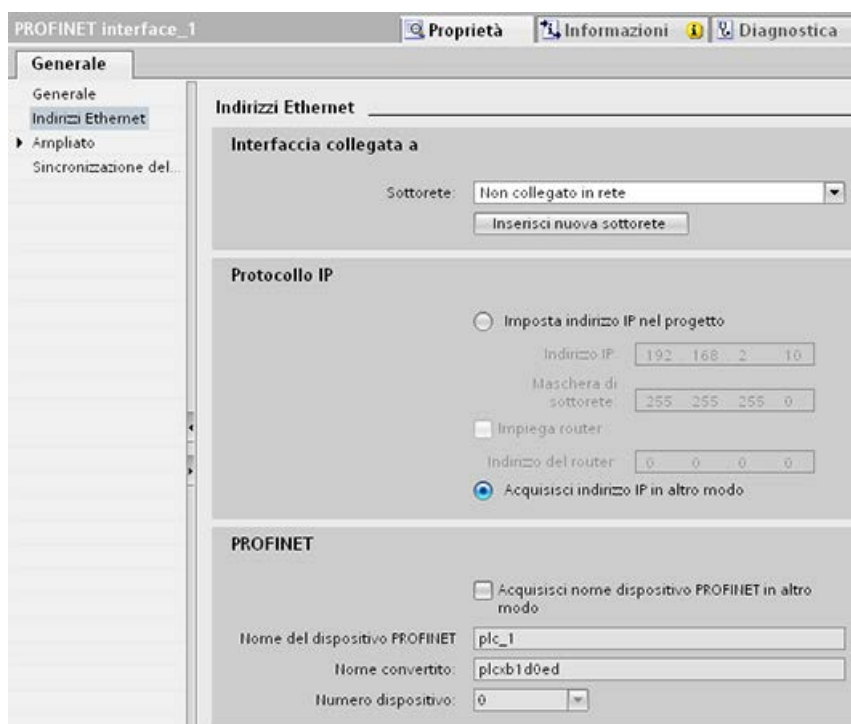 PROFINET interface_1
Proprietà
Informazioni
Diagnostica
Generale
Generale
Indirizzi Ethernet
Ampliato
Sincronizzazione del...
Indirizzi Ethernet
Interfaccia collegata a
Sottorete:
Non collegato in rete
Inserisci nuova sottorete
Protocollo IP
Imposta indirizzo IP nel progetto
Indirizzo IP:
192 . 168 . 2 . 10
Maschera di
sottorete:
255 . 255 . 255 . 0
Impiega router
Indirizzo del router:
0 . 0 . 0 . 0
Acquisisci indirizzo IP in altro modo
PROFINET
Acquisisci nome dispositivo PROFINET in altro
modo
Nome del dispositivo PROFINET
plc_1
Nome convertito:
plcxb1d0ed
Numero dispositivo:
0